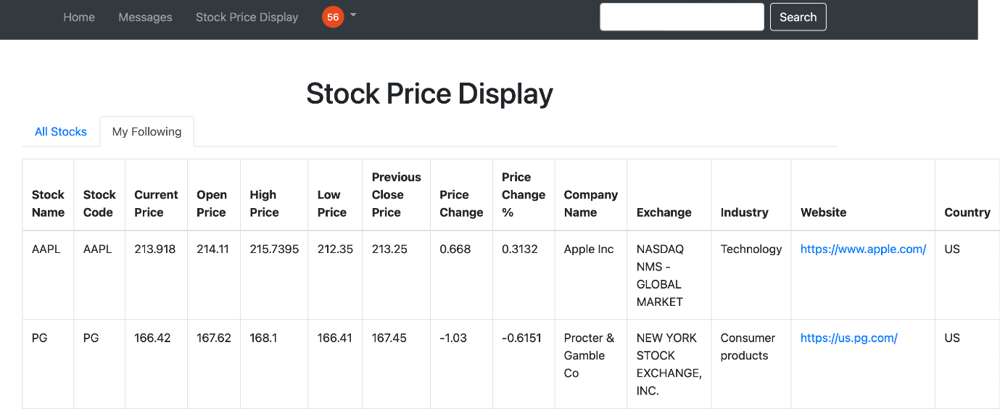 Home Messages Stock Price Display 56 Search
Stock Price Display
All Stocks My Following
Stock Name Stock Code Current Price Open Price High Price Low Price Previous Close Price Price Change Price Change % Company Name Exchange Industry Website Country
AAPL AAPL 213.918 214.11 215.7395 212.35 213.25 0.668 0.3132 Apple Inc NASDAQ NMS - GLOBAL MARKET Technology https://www.apple.com/ US
PG PG 166.42 167.62 168.1 166.41 167.45 -1.03 -0.6151 Procter & Gamble Co NEW YORK STOCK EXCHANGE, INC. Consumer products https://us.pg.com/ US